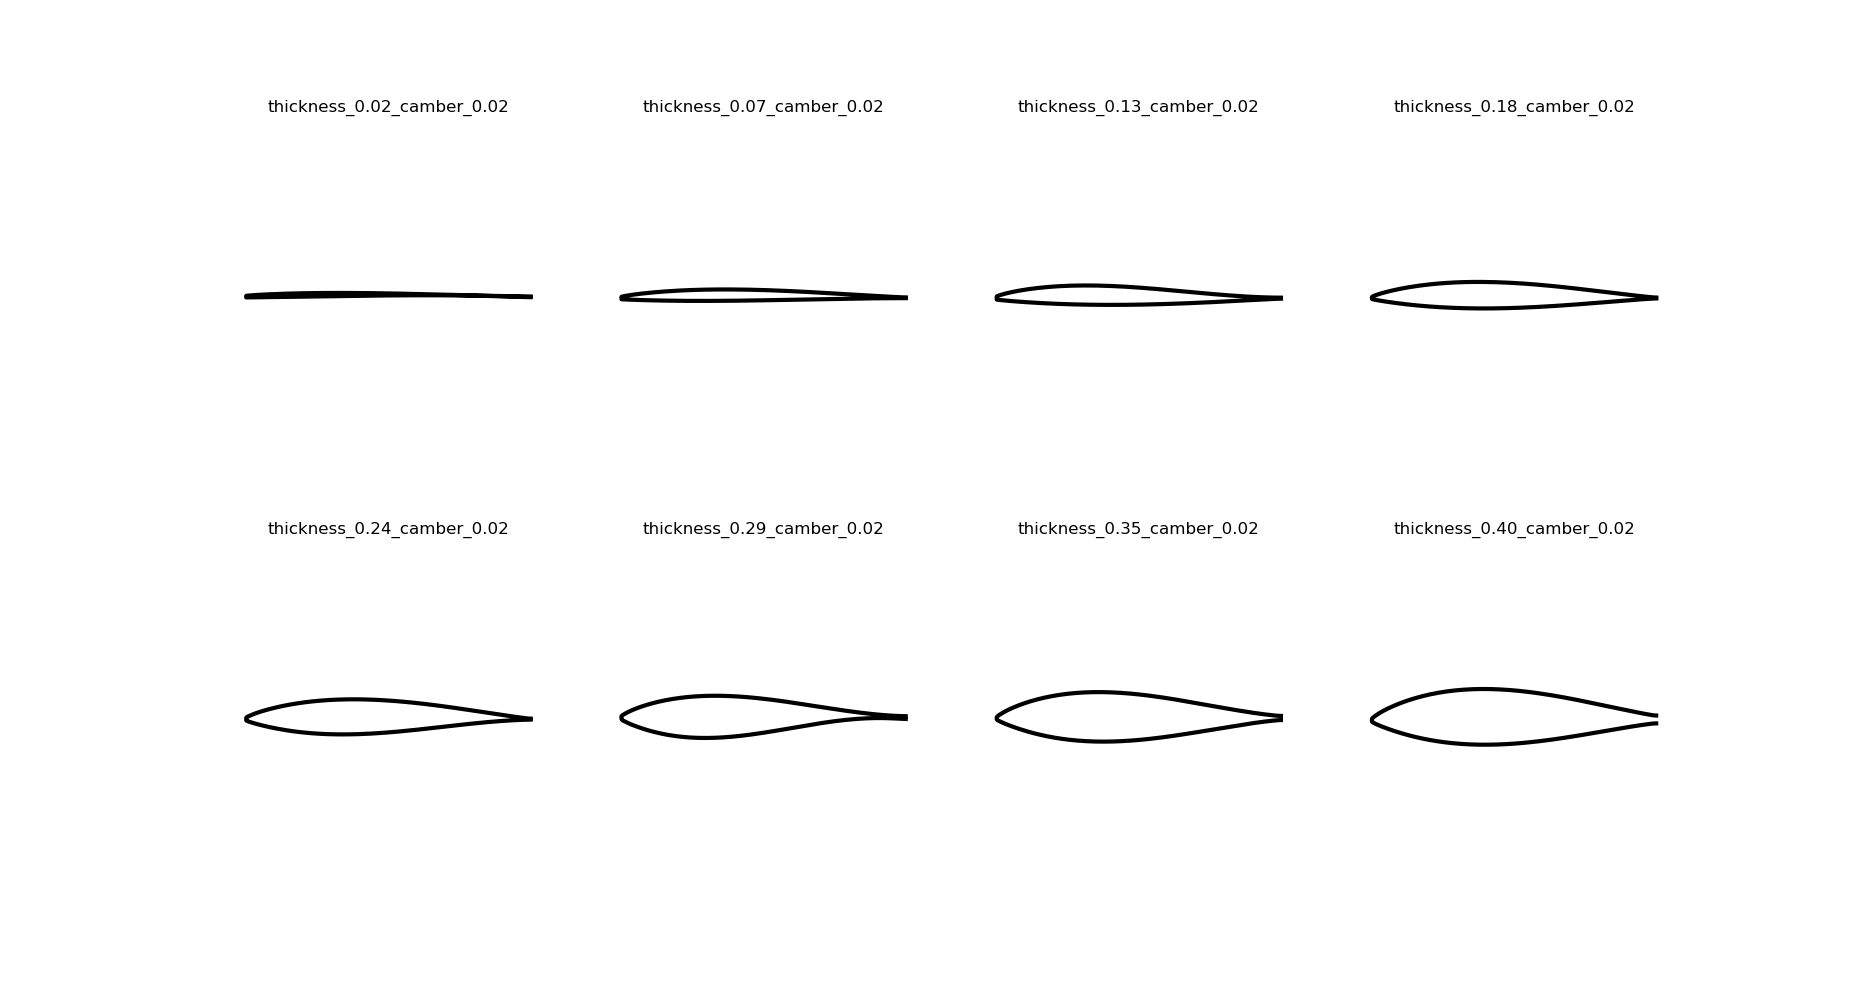 thickness_0.02_camber_0.02
thickness_0.07_camber_0.02
thickness_0.13_camber_0.02
thickness_0.18_camber_0.02
thickness_0.24_camber_0.02
thickness_0.29_camber_0.02
thickness_0.35_camber_0.02
thickness_0.40_camber_0.02